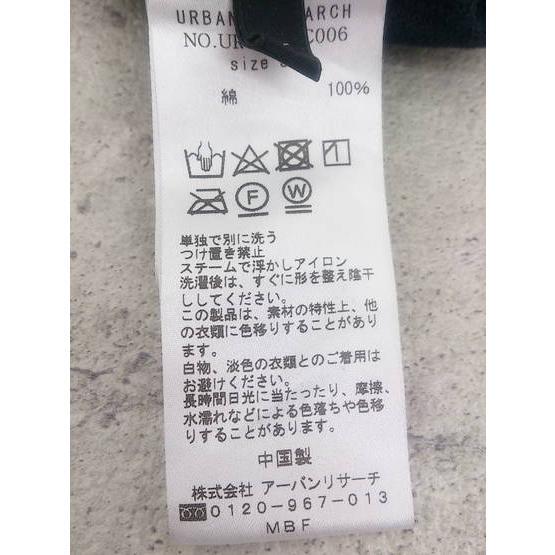 URBAN
NO.UR
size
綿 100%
F W
単独で別に洗う
つけ置き禁止
スチームで浮かしアイロン
洗濯後は、すぐに形を整え陰干
ししてください。
この製品は、素材の特性上、他
の衣類に色移りすることがあり
ます。
白物、淡色の衣類とのご着用は
お避けください。
長時間日光に当たったり、摩擦、
水濡れなどによる色落ちや色移
りすることがあります。
中国製
株式会社 アーバンリサーチ
0120-967-013
MBF